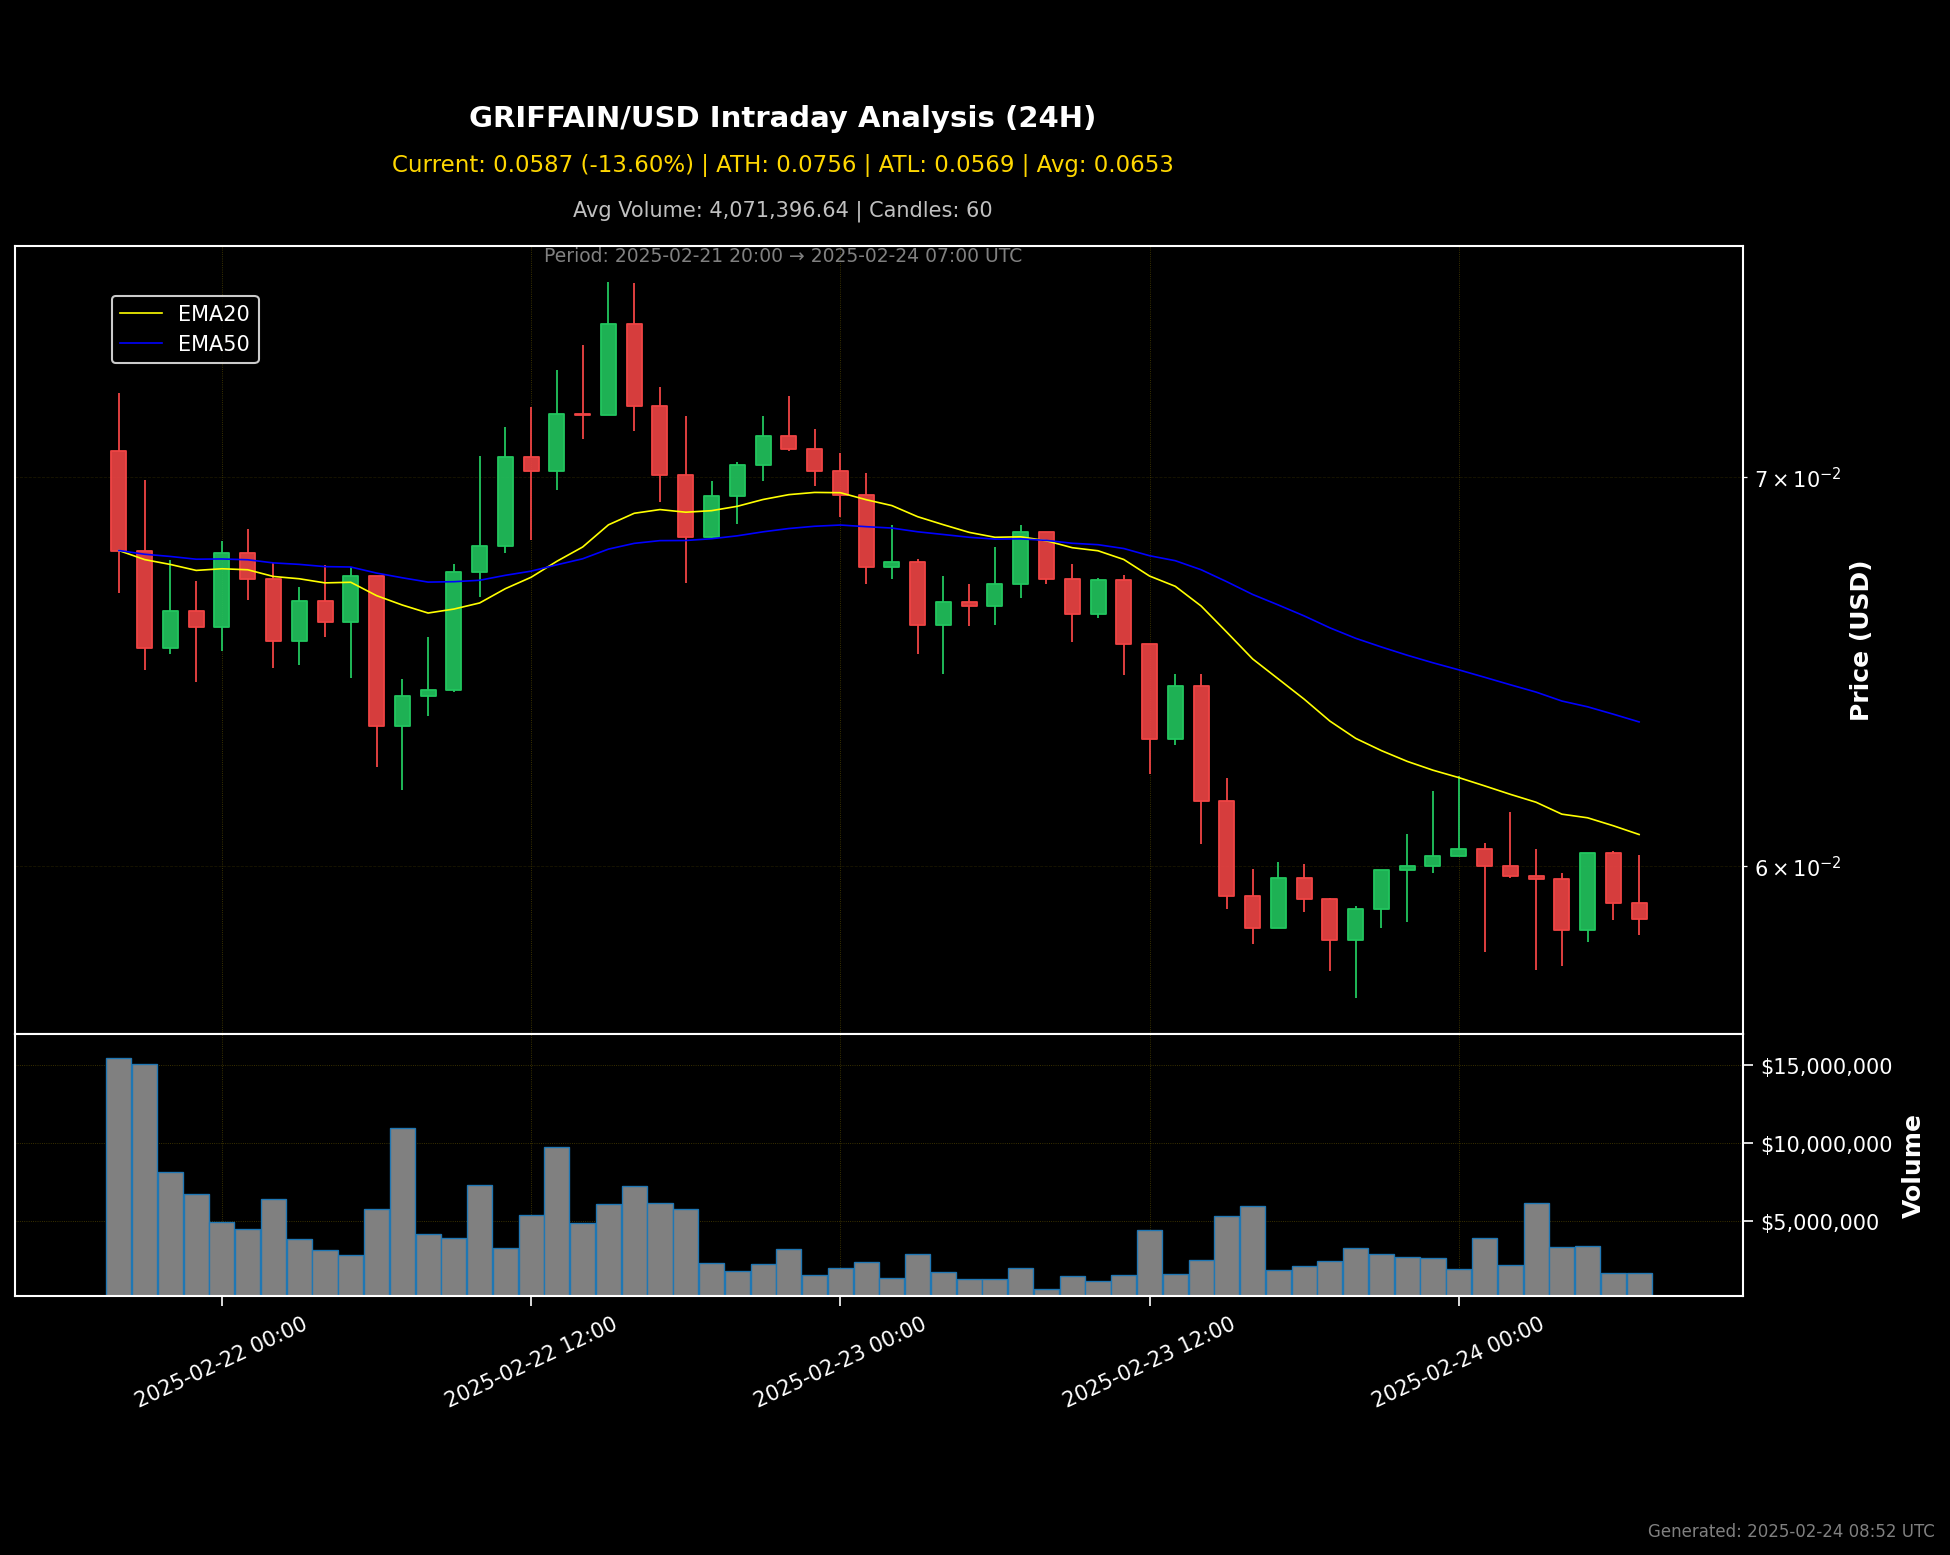 GRIFFAIN/USD Intraday Analysis (24H)
Current: 0.0587 (-13.60%) | ATH: 0.0756 | ATL: 0.0569 | Avg: 0.0653
Avg Volume: 4,071,396.64 | Candles: 60
Period: 2025-02-21 20:00 → 2025-02-24 07:00 UTC
EMA20
EMA50
7 × 10⁻²
6 × 10⁻²
Price (USD)
$15,000,000
$10,000,000
$5,000,000
Volume
2025-02-22 00:00
2025-02-22 12:00
2025-02-23 00:00
2025-02-23 12:00
2025-02-24 00:00
Generated: 2025-02-24 08:52 UTC